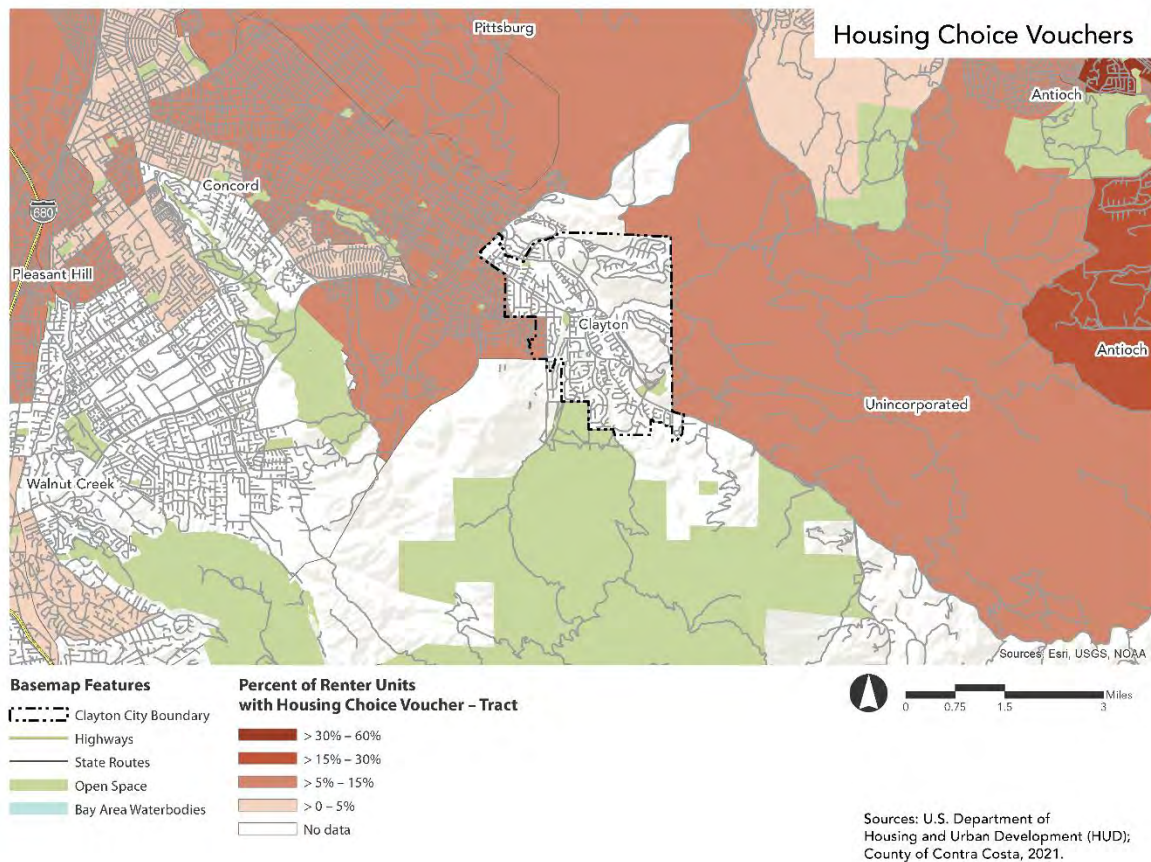 Housing Choice Vouchers
Pittsburg
Antioch
Concord
680
Pleasant Hill
Clayton
Antioch
Unincorporated
Walnut Creek
Sources: Esri, USGS, NOAA
Basemap Features
Clayton City Boundary
Highways
State Routes
Open Space
Bay Area Waterbodies
Percent of Renter Units
with Housing Choice Voucher – Tract
> 30% – 60%
> 15% – 30%
> 5% – 15%
> 0 – 5%
No data
Miles
0 0.75 1.5 3
Sources: U.S. Department of
Housing and Urban Development (HUD);
County of Contra Costa, 2021.